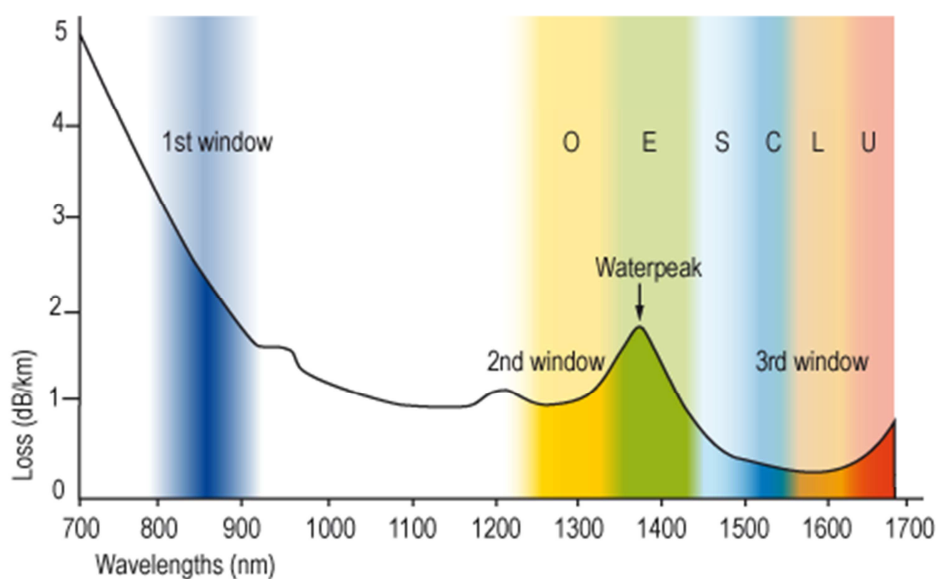 5
4
1st window
O E S C L U
3
Waterpeak
2
2nd window
3rd window
1
Loss (dB/km)
0
700 800 900 1000 1100 1200 1300 1400 1500 1600 1700
Wavelengths (nm)